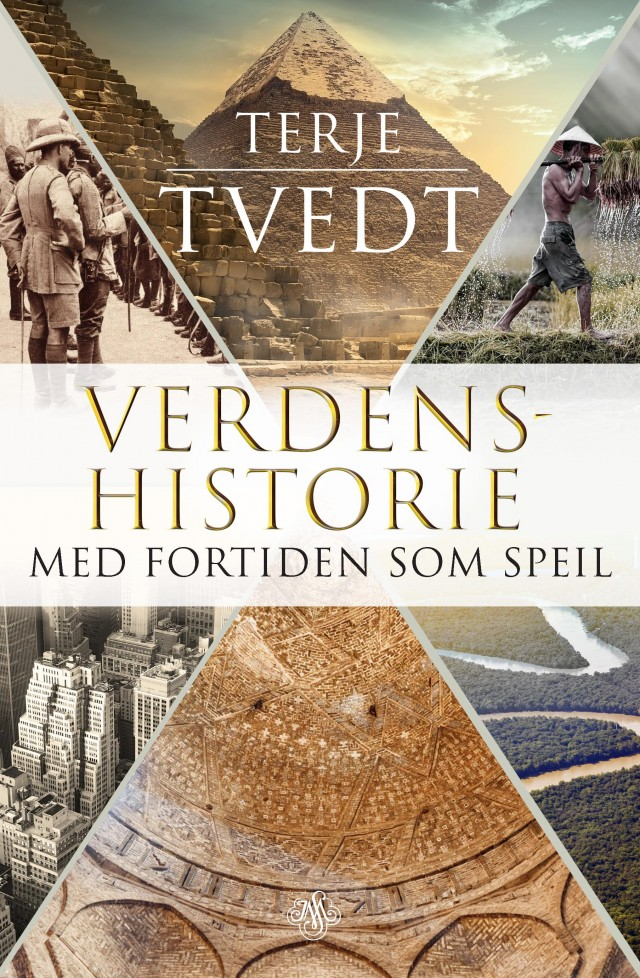 TERJE
TVEDT
VERDENS-
HISTORIE
MED FORTIDEN SOM SPEIL